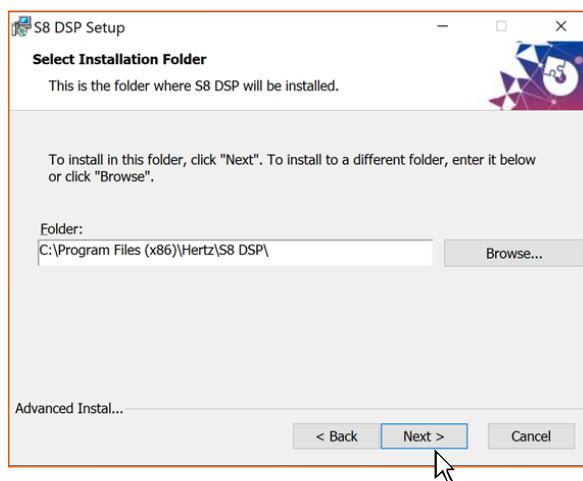 S8 DSP Setup
Select Installation Folder
This is the folder where S8 DSP will be installed.
To install in this folder, click "Next". To install to a different folder, enter it below
or click "Browse".
Folder:
C:\Program Files (x86)\Hertz\S8 DSP\
Browse...
Advanced Instal...
< Back
Next >
Cancel